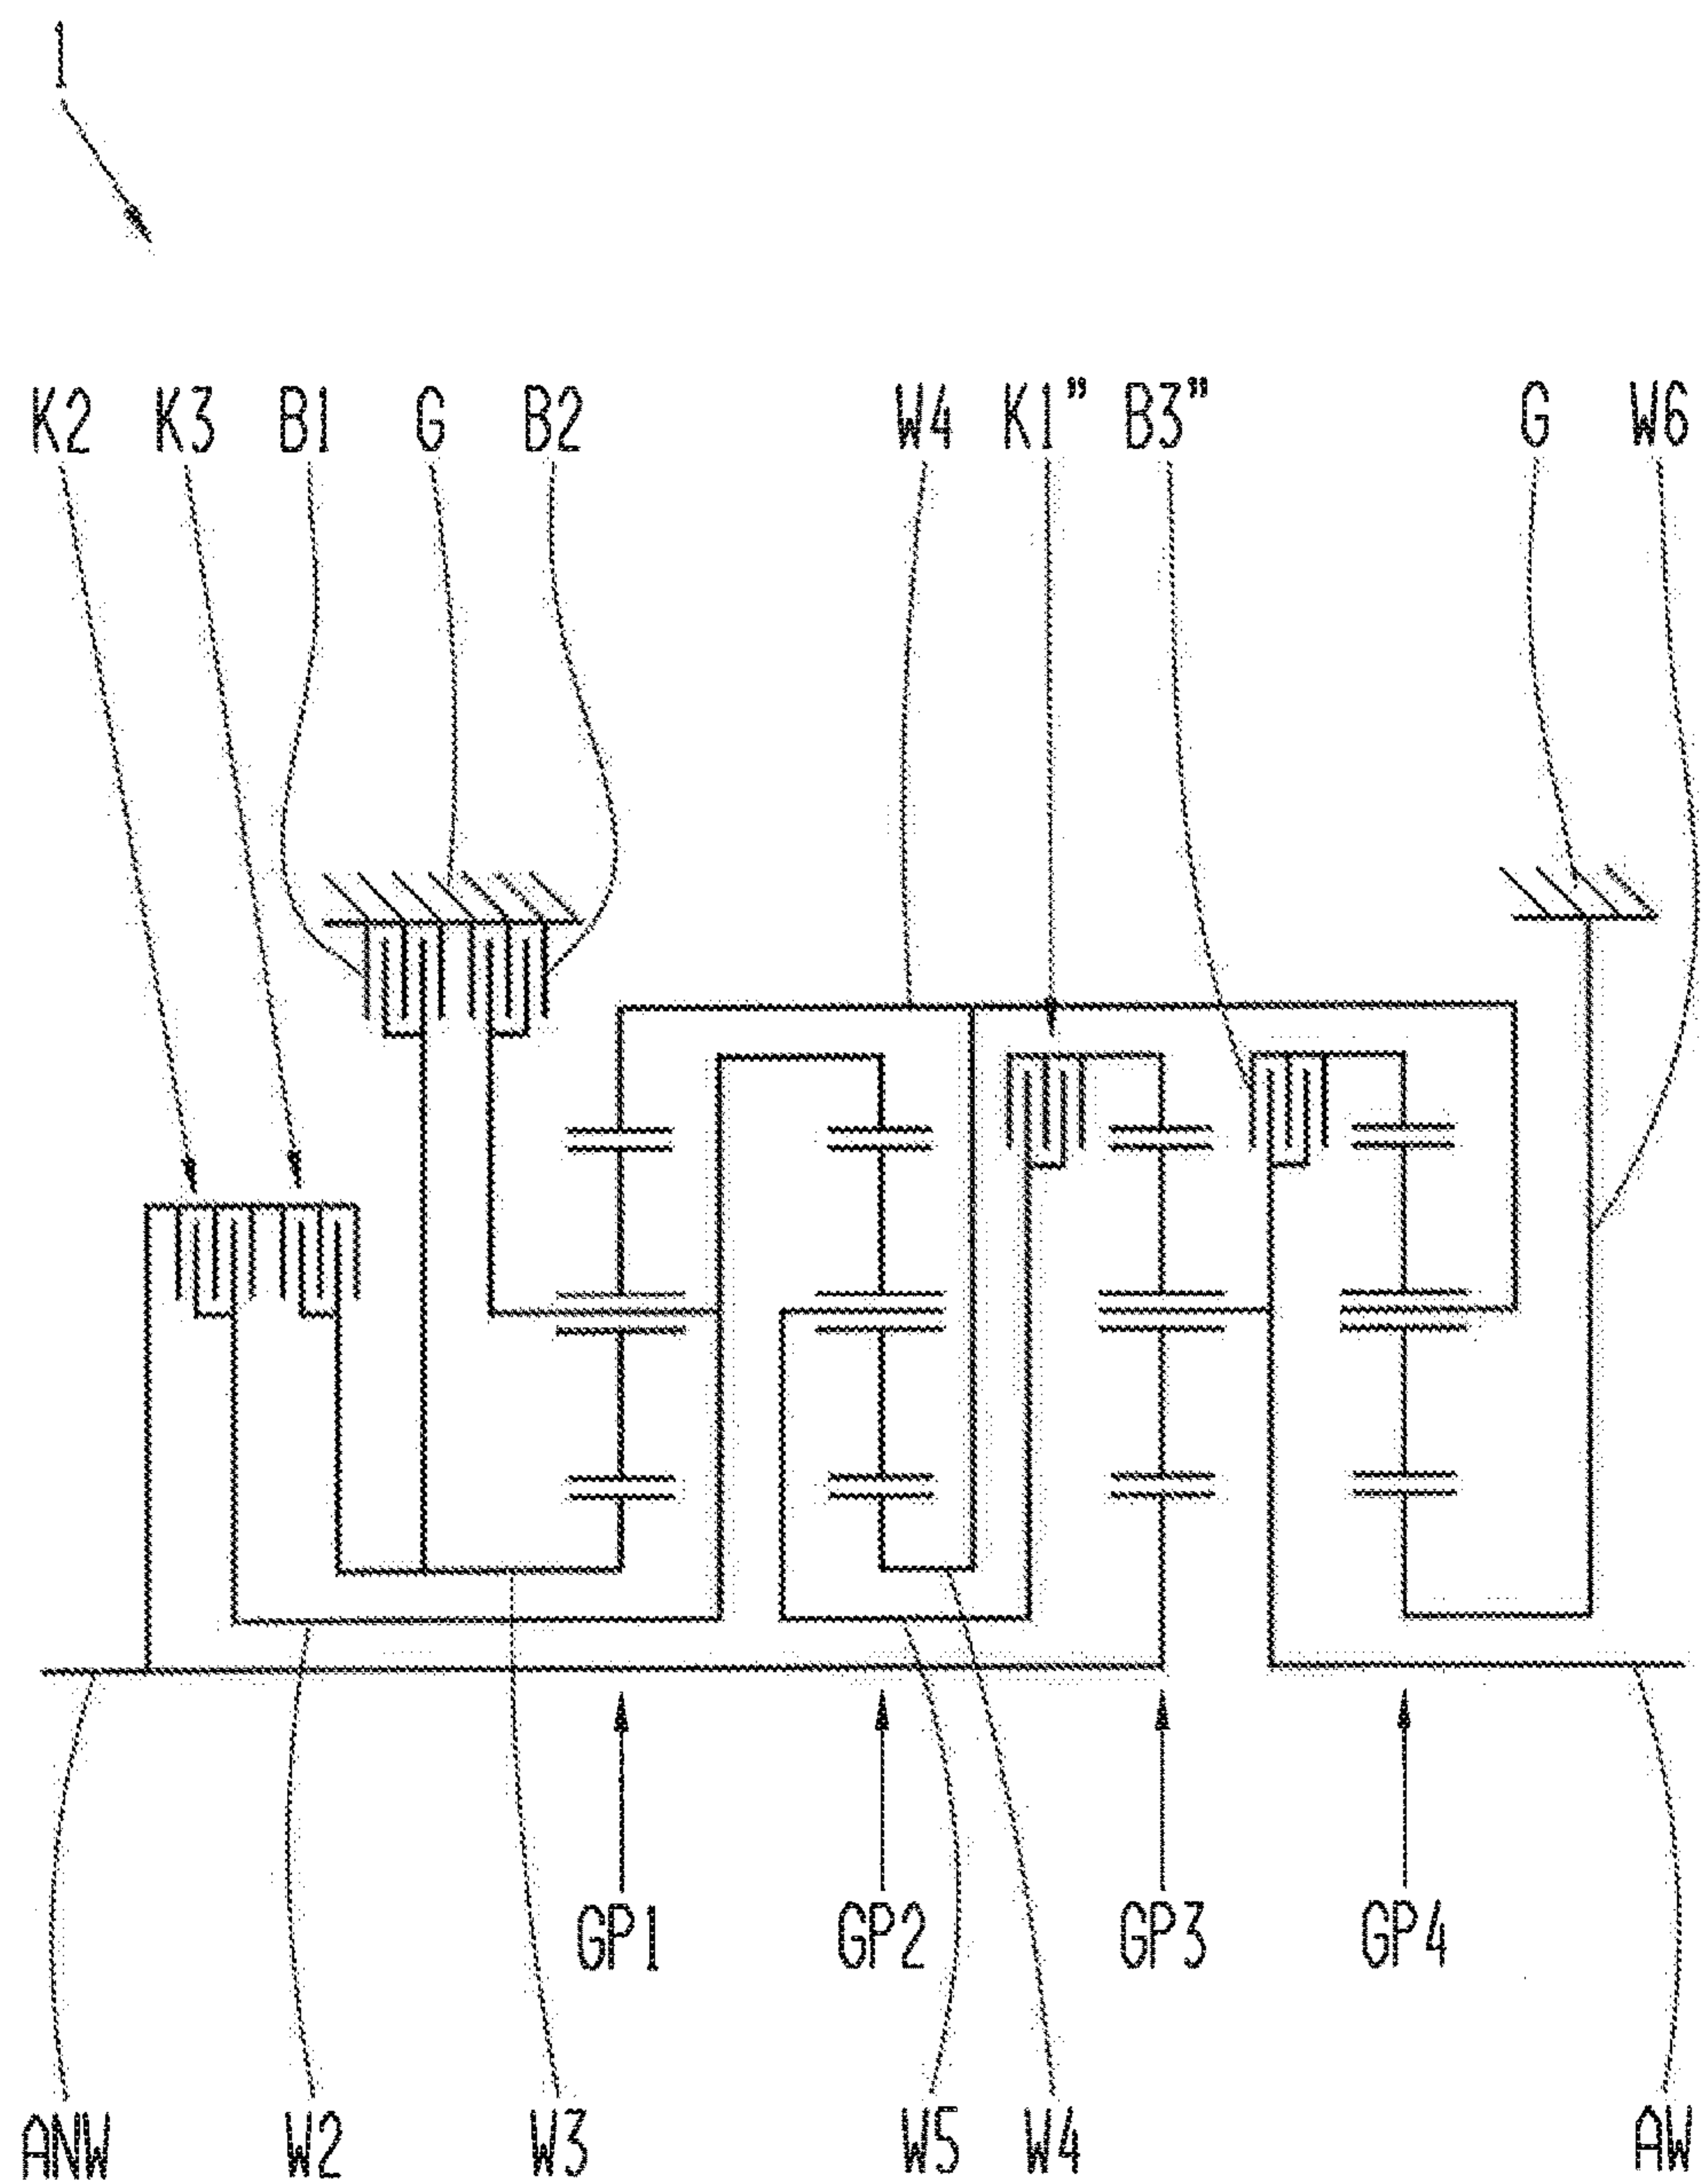 1
K2 K3 B1 G B2 W4 K1" B3" G W6
GP1 GP2 GP3 GP4
ANW W2 W3 W5 W4 AW